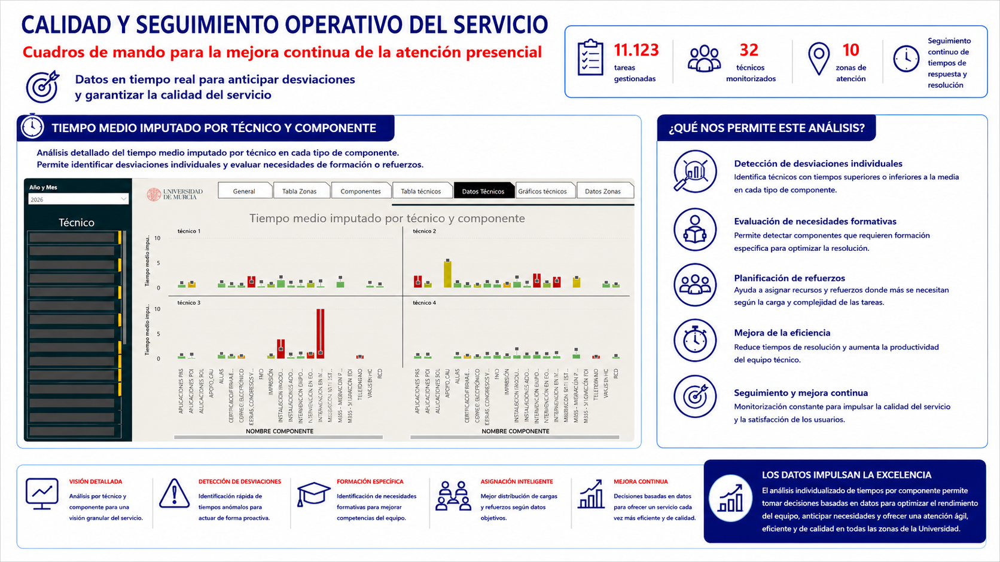 CALIDAD Y SEGUIMIENTO OPERATIVO DEL SERVICIO
Cuadros de mando para la mejora continua de la atención presencial
Datos en tiempo real para anticipar desviaciones
y garantizar la calidad del servicio
11.123
tareas
gestionadas
32
técnicos
monitorizados
10
zonas de
atención
Seguimiento
continuo de
tiempos de
respuesta y
resolución
TIEMPO MEDIO IMPUTADO POR TÉCNICO Y COMPONENTE
Análisis detallado del tiempo medio imputado por técnico en cada tipo de componente.
Permite identificar desviaciones individuales y evaluar necesidades de formación o refuerzos.
Año y Mes
2026
Técnico
UNIVERSIDAD
DE MURCIA
General
Tabla Zonas
Componentes
Tabla técnicos
Datos Técnicos
Gráficos técnicos
Datos Zonas
Tiempo medio imputado por técnico y componente
técnico 1
técnico 2
Tiempo medio impu..
10
5
0
técnico 3
técnico 4
Tiempo medio impu..
10
5
0
APLICACIONES PAS
AULAS
IMPRESIÓN
RCD
NOMBRE COMPONENTE
APLICACIONES PAS
AULAS
IMPRESIÓN
RCD
NOMBRE COMPONENTE
¿QUÉ NOS PERMITE ESTE ANÁLISIS?
Detección de desviaciones individuales
Identifica técnicos con tiempos superiores o inferiores a la media
en cada tipo de componente.
Evaluación de necesidades formativas
Permite detectar componentes que requieren formación
específica para optimizar la resolución.
Planificación de refuerzos
Ayuda a asignar recursos y refuerzos donde más se necesitan
según la carga y complejidad de las tareas.
Mejora de la eficiencia
Reduce tiempos de resolución y aumenta la productividad
del equipo técnico.
Seguimiento y mejora continua
Monitorización constante para impulsar la calidad del servicio
y la satisfacción de los usuarios.
VISIÓN DETALLADA
Análisis por técnico y
componente para una
visión granular del servicio.
DETECCIÓN DE DESVIACIONES
Identificación rápida de
tiempos anómalos para
actuar de forma proactiva.
FORMACIÓN ESPECÍFICA
Identificación de necesidades
formativas para mejorar
competencias del equipo.
ASIGNACIÓN INTELIGENTE
Mejor distribución de cargas
y refuerzos según datos
objetivos.
MEJORA CONTINUA
Decisiones basadas en datos
para ofrecer un servicio cada
vez más eficiente y de calidad.
LOS DATOS IMPULSAN LA EXCELENCIA
El análisis individualizado de tiempos por componente permite
tomar decisiones basadas en datos para optimizar el rendimiento
del equipo, anticipar necesidades y ofrecer una atención ágil,
eficiente y de calidad en todas las zonas de la Universidad.